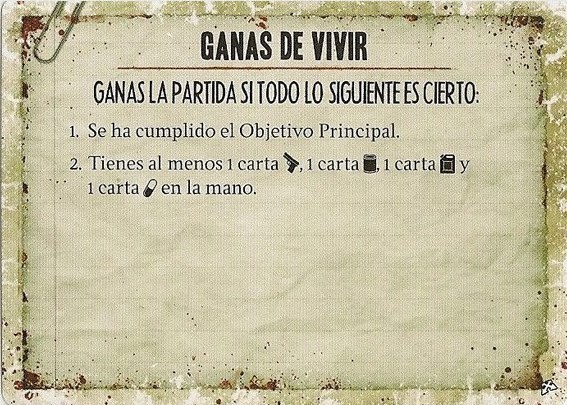 GANAS DE VIVIR
GANAS LA PARTIDA SI TODO LO SIGUIENTE ES CIERTO:
1. Se ha cumplido el Objetivo Principal.
2. Tienes al menos 1 carta , 1 carta , 1 carta y
1 carta en la mano.